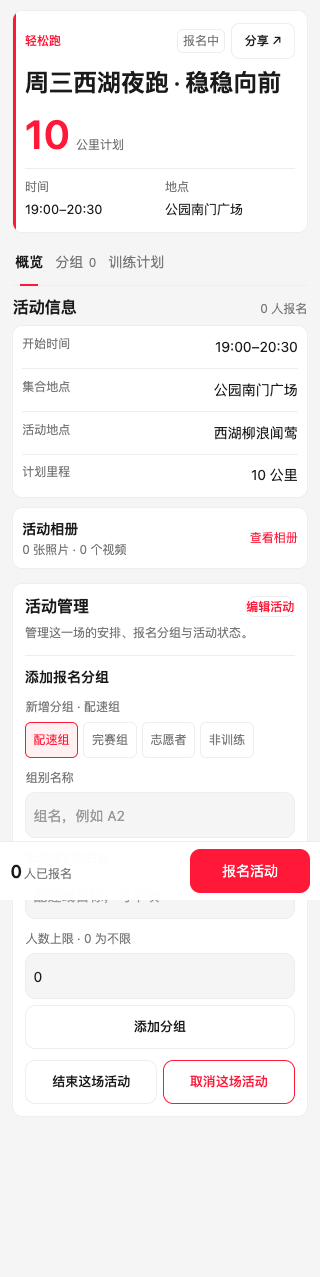 轻松跑
报名中
分享 ↗
周三西湖夜跑 · 稳稳向前
10 公里计划
时间
地点
19:00–20:30
公园南门广场
概览
分组 0
训练计划
活动信息
0 人报名
开始时间
19:00–20:30
集合地点
公园南门广场
活动地点
西湖柳浪闻莺
计划里程
10 公里
活动相册
0 张照片 · 0 个视频
查看相册
活动管理
编辑活动
管理这一场的安排、报名分组与活动状态。
添加报名分组
新增分组 · 配速组
配速组
完赛组
志愿者
非训练
组别名称
组名，例如 A2
0 人已报名
报名活动
人数上限 · 0 为不限
0
添加分组
结束这场活动
取消这场活动